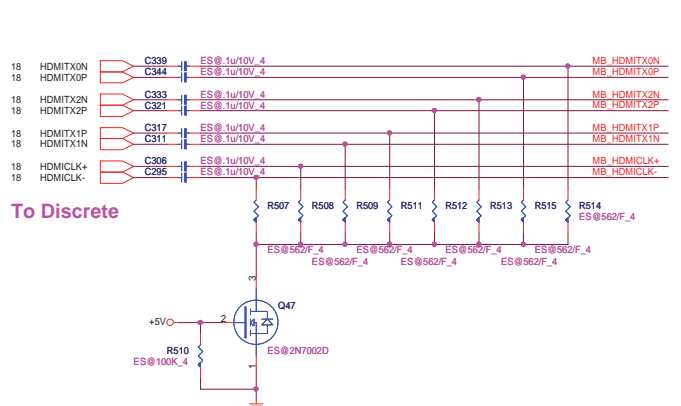 18 HDMITX0N C339 ES@.1u/10V_4 MB_HDMITX0N
18 HDMITX0P C344 MB_HDMITX0P
18 HDMITX2N C333 ES@.1u/10V_4 MB_HDMITX2N
18 HDMITX2P C321 ES@.1u/10V_4 MB_HDMITX2P
18 HDMITX1P C317 ES@.1u/10V_4 MB_HDMITX1P
18 HDMITX1N C311 ES@.1u/10V_4 MB_HDMITX1N
18 HDMICLK+ C306 ES@.1u/10V_4 MB_HDMICLK+
18 HDMICLK- C295 ES@.1u/10V_4 MB_HDMICLK-
To Discrete
R507 R508 R509 R511 R512 R513 R515 R514
ES@562/F_4
ES@562/F_4 ES@562/F_4 ES@562/F_4 ES@562/F_4
ES@562/F_4 ES@562/F_4 ES@562/F_4
3
Q47
+5V
2
R510
ES@2N7002D
ES@100K_4
1